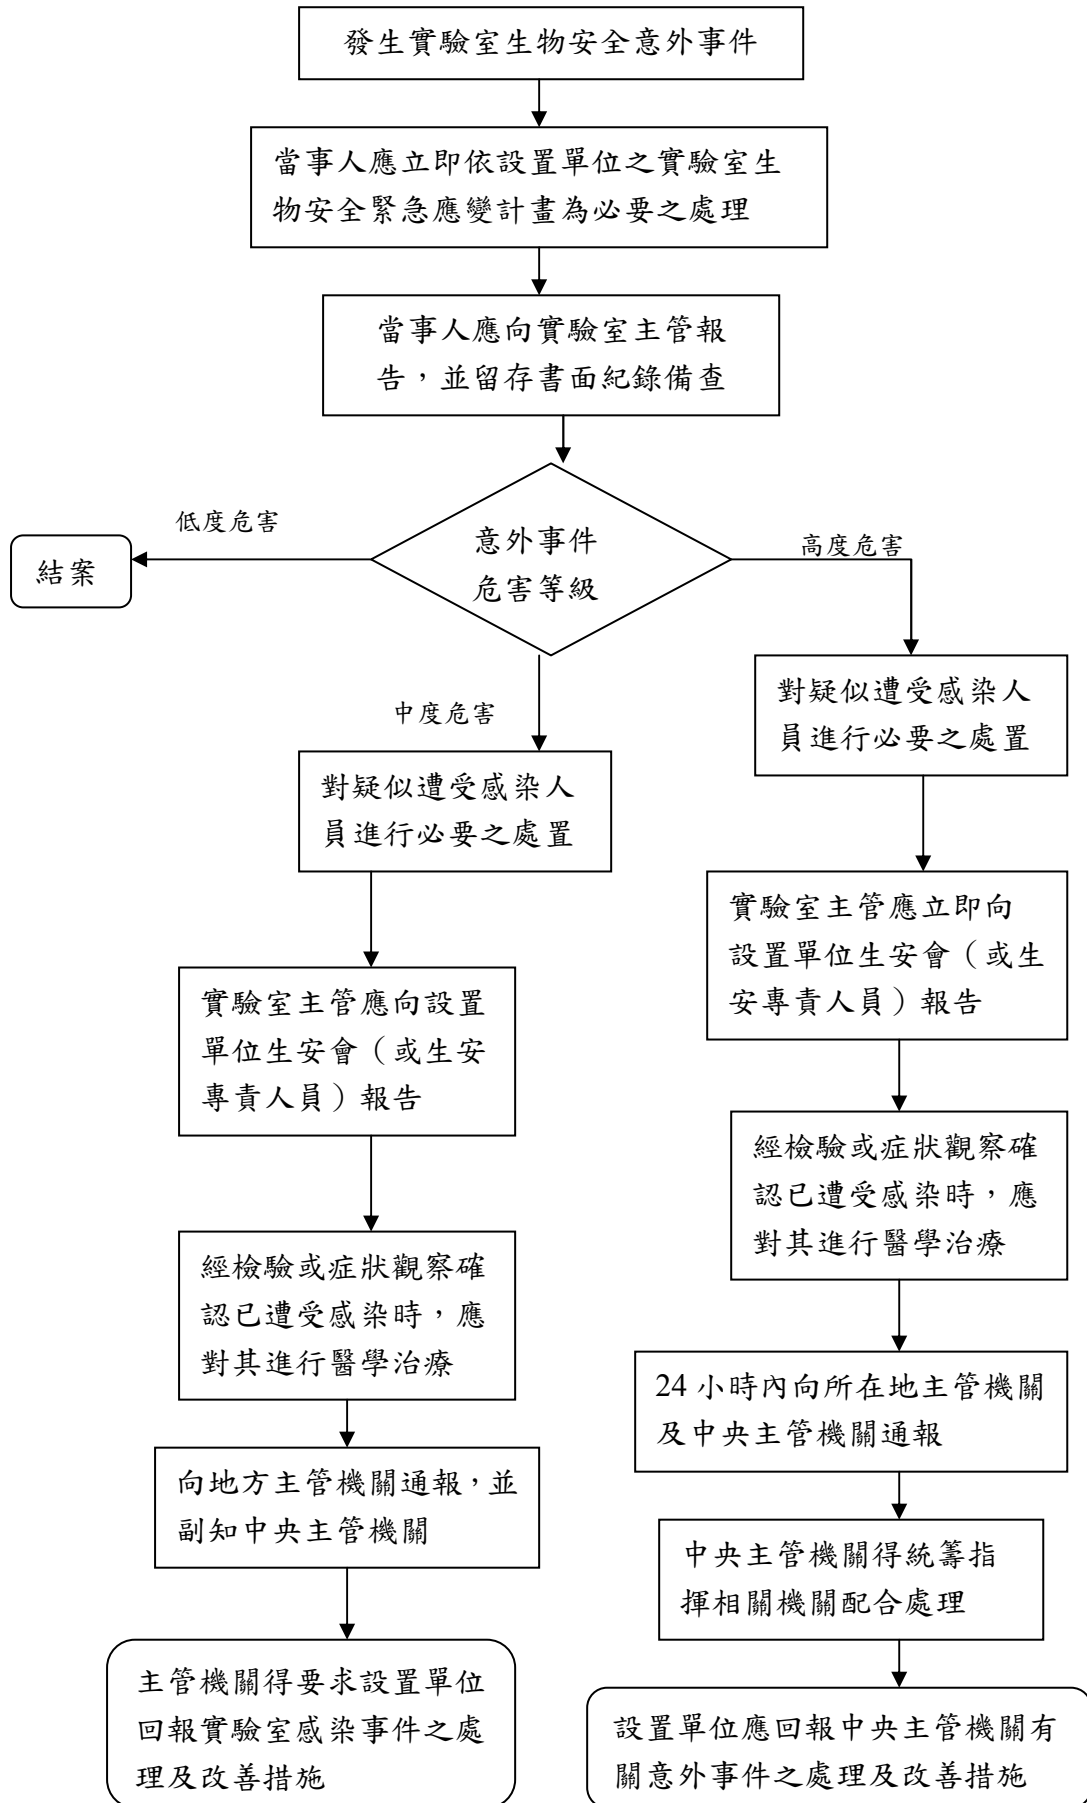 發生實驗室生物安全意外事件
當事人應立即依設置單位之實驗室生
物安全緊急應變計畫為必要之處理
當事人應向實驗室主管報
告，並留存書面紀錄備查
低度危害
結案
意外事件
危害等級
高度危害
中度危害
對疑似遭受感染人
員進行必要之處置
實驗室主管應向設置
單位生安會（或生安
專責人員）報告
經檢驗或症狀觀察確
認已遭受感染時，應
對其進行醫學治療
向地方主管機關通報，並
副知中央主管機關
主管機關得要求設置單位
回報實驗室感染事件之處
理及改善措施
對疑似遭受感染人
員進行必要之處置
實驗室主管應立即向
設置單位生安會（或生
安專責人員）報告
經檢驗或症狀觀察確
認已遭受感染時，應
對其進行醫學治療
24 小時內向所在地主管機關
及中央主管機關通報
中央主管機關得統籌指
揮相關機關配合處理
設置單位應回報中央主管機關有
關意外事件之處理及改善措施